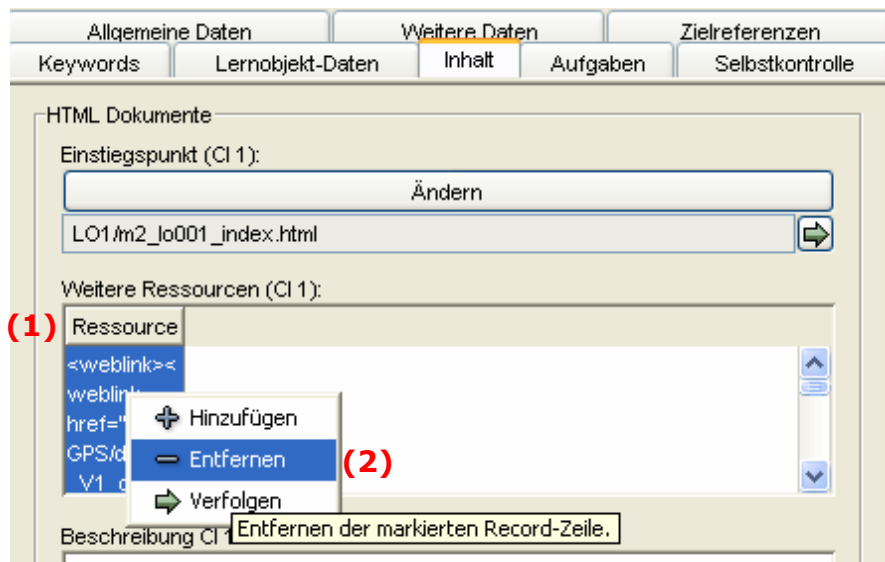 Allgemeine Daten
Weitere Daten
Zielreferenzen
Keywords
Lernobjekt-Daten
Inhalt
Aufgaben
Selbstkontrolle
HTML Dokumente
Einstiegspunkt (CI 1):
Ändern
LO1/m2_lo001_index.html
Weitere Ressourcen (CI 1):
(1)
Ressource
<weblink><
weblink
href="
GPS/d
_V1_
Hinzufügen
Entfernen
(2)
Verfolgen
Entfernen der markierten Record-Zeile.
Beschreibung CI 1